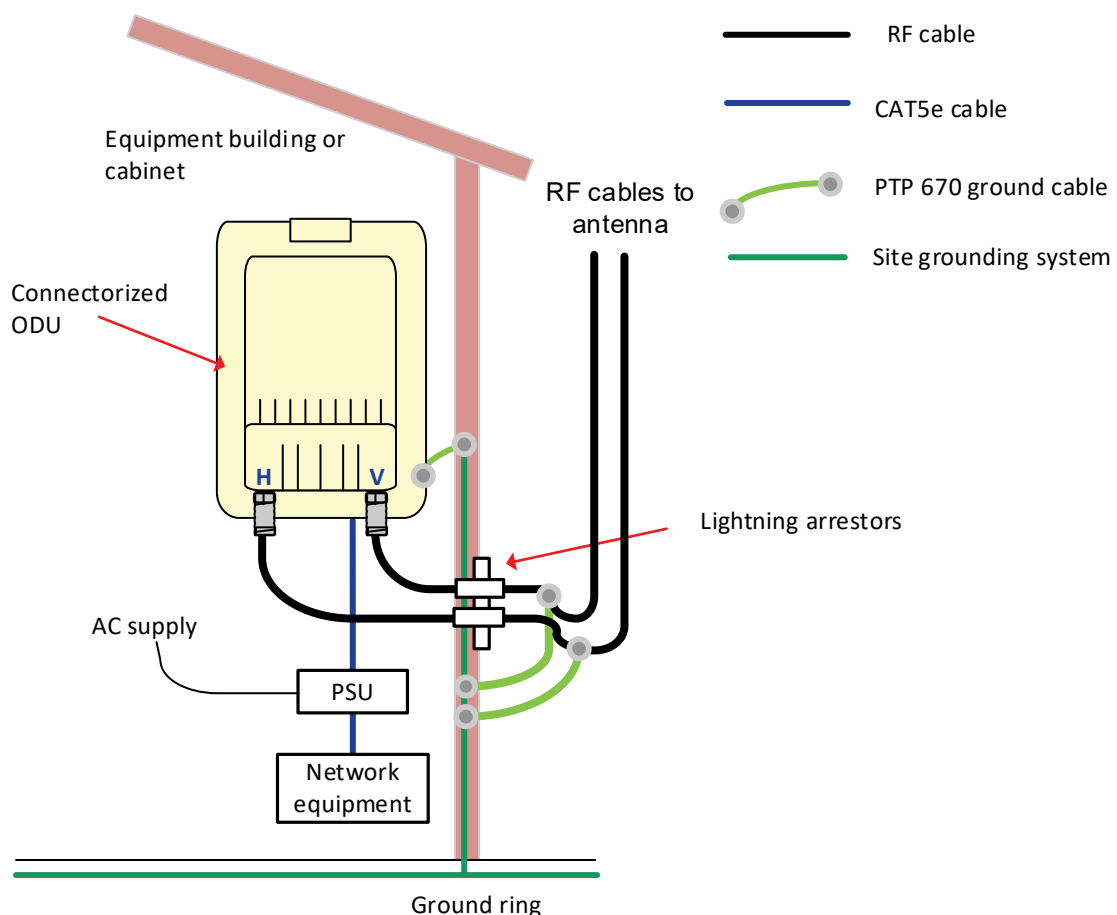 RF cable
CAT5e cable
Equipment building or
cabinet
RF cables to
antenna
PTP 670 ground cable
Site grounding system
Connectorized
ODU
H
V
Lightning arrestors
AC supply
PSU
Network
equipment
Ground ring